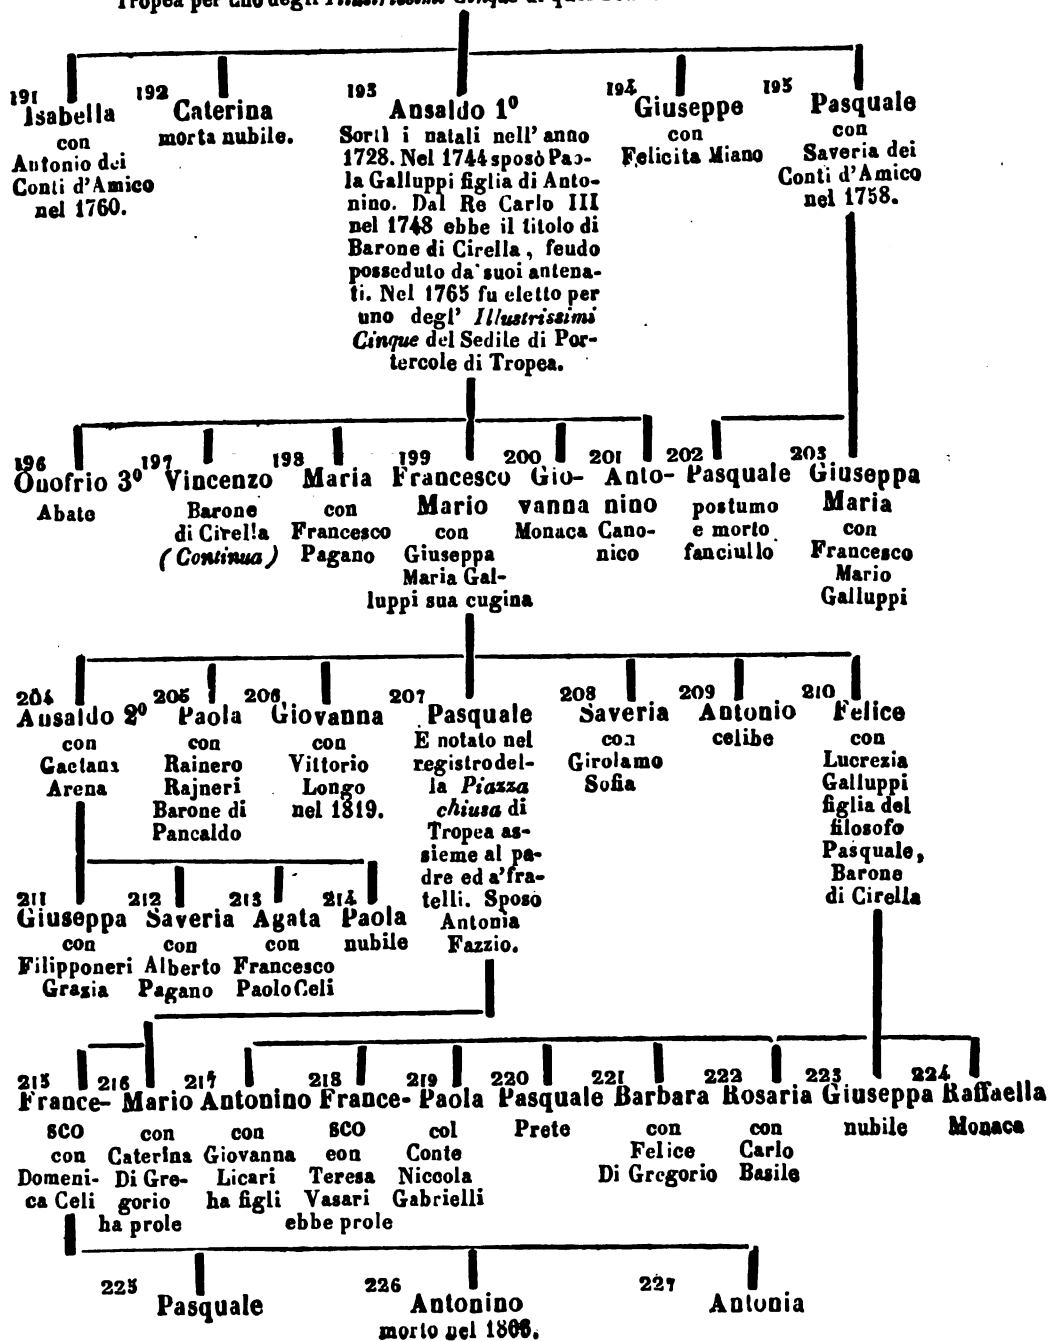 Tropea per uno degli Illustrissimi Cinque di quel
191
Isabella
con
Antonio dei
Conti d'Amico
nel 1760.
192
Caterina
morta nubile.
193
Ansaldo 1º
Sortì i natali nell' anno
1728. Nel 1744 sposò Pao-
la Galluppi figlia di Anto-
nino. Dal Re Carlo III
nel 1748 ebbe il titolo di
Barone di Cirella, feudo
posseduto da' suoi antena-
ti. Nel 1765 fu eletto per
uno degl' Illustrissimi
Cinque del Sedile di Por-
tercole di Tropea.
194
Giuseppe
con
Felicita Miano
195
Pasquale
con
Saveria dei
Conti d'Amico
nel 1758.
196
Onofrio 3º
Abate
197
Vincenzo
Barone
di Cirella
(Continua)
198
Maria
con
Francesco
Pagano
199
Francesco
Mario
con
Giuseppa
Maria Gal-
luppi sua cugina
200
Gio-
vanna
Monaca
201
Anto-
nino
Cano-
nico
202
Pasquale
postumo
e morto
fanciullo
203
Giuseppa
Maria
con
Francesco
Mario
Galluppi
204
Ansaldo 2º
con
Gaetana
Arena
205
Paola
con
Rainero
Rajneri
Barone di
Pancaldo
206
Giovanna
con
Vittorio
Longo
nel 1819.
207
Pasquale
È notato nel
registro del-
la Piazza
chiusa di
Tropea as-
sieme al pa-
dre ed a' fra-
telli. Sposò
Antonia
Fazzio.
208
Saveria
con
Girolamo
Sofia
209
Antonio
celibe
210
Felice
con
Lucrezia
Galluppi
figlia del
filosofo
Pasquale,
Barone
di Cirella
211
Giuseppa
con
Filipponeri
Grasia
212
Saveria
con
Alberto
Pagano
213
Agata
con
Francesco
Paolo Celi
214
Paola
nubile
215
France-
sco
con
Domeni-
ca Celi
216
Mario
con
Caterina
Di Gre-
gorio
ha prole
217
Antonino
con
Giovanna
Licari
ha figli
218
France-
sco
con
Teresa
Vasari
ebbe prole
219
Paola
col
Conte
Niccola
Gabrielli
220
Pasquale
Prete
221
Barbara
con
Felice
Di Gregorio
222
Rosaria
con
Carlo
Basile
223
Giuseppa
nubile
224
Raffaella
Monaca
225
Pasquale
226
Antonino
morto nel 1866.
227
Antonia